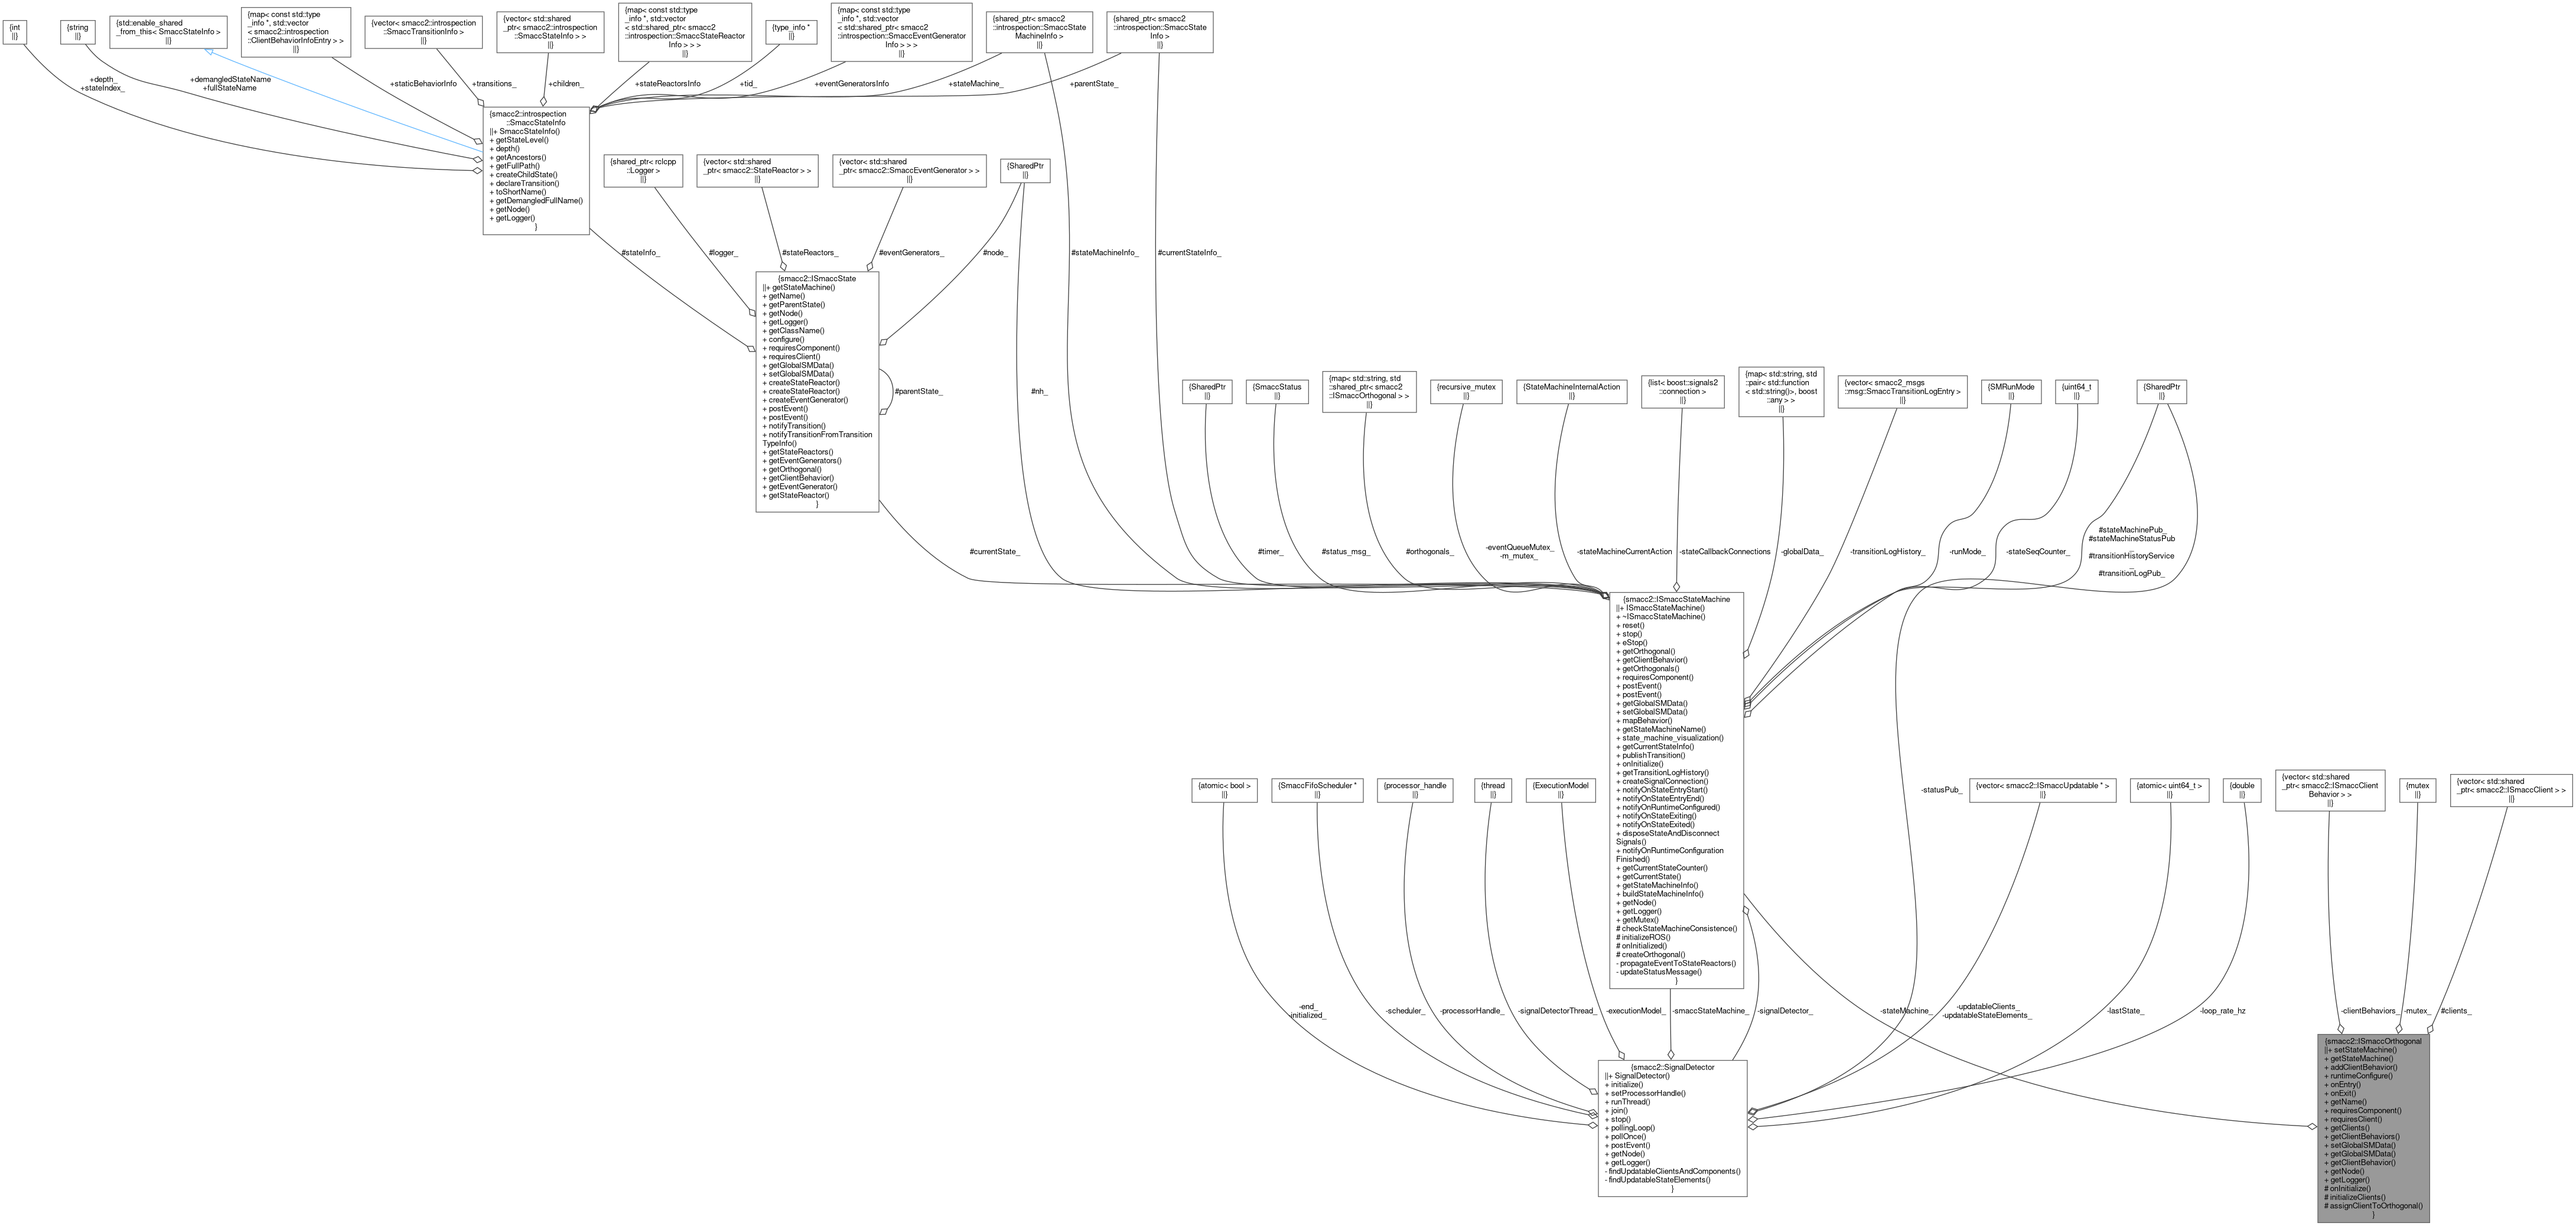 {int
||}
{string
||}
{std::enable_shared
_from_this< SmaccStateInfo >
||}
{map< const std::type
_info *, std::vector
< smacc2::introspection
::ClientBehaviorInfoEntry > >
||}
{vector< smacc2::introspection
::SmaccTransitionInfo >
||}
{vector< std::shared
_ptr< smacc2::introspection
::SmaccStateInfo > >
||}
{map< const std::type
_info *, std::vector
< std::shared_ptr< smacc2
::introspection::SmaccStateReactor
Info > > >
||}
{type_info *
||}
{map< const std::type
_info *, std::vector
< std::shared_ptr< smacc2
::introspection::SmaccEventGenerator
Info > > >
||}
{shared_ptr< smacc2
::introspection::SmaccState
MachineInfo >
||}
{shared_ptr< smacc2
::introspection::SmaccState
Info >
||}
+depth_
+stateIndex_
+demangledStateName
+fullStateName
+staticBehaviorInfo
+transitions_
+children_
+stateReactorsInfo
+tid_
+eventGeneratorsInfo
+stateMachine_
+parentState_
{smacc2::introspection
::SmaccStateInfo
||+ SmaccStateInfo()
+ getStateLevel()
+ depth()
+ getAncestors()
+ getFullPath()
+ createChildState()
+ declareTransition()
+ toShortName()
+ getDemangledFullName()
+ getNode()
+ getLogger()
}
{shared_ptr< rclcpp
::Logger >
||}
{vector< std::shared
_ptr< smacc2::StateReactor > >
||}
{vector< std::shared
_ptr< smacc2::SmaccEventGenerator > >
||}
{SharedPtr
||}
#stateInfo_
#logger_
#stateReactors_
#eventGenerators_
#node_
#stateMachineInfo_
#currentStateInfo_
{smacc2::ISmaccState
||+ getStateMachine()
+ getName()
+ getParentState()
+ getNode()
+ getLogger()
+ getClassName()
+ configure()
+ requiresComponent()
+ requiresClient()
+ getGlobalSMData()
+ setGlobalSMData()
+ createStateReactor()
+ createStateReactor()
+ createEventGenerator()
+ postEvent()
+ postEvent()
+ notifyTransition()
+ notifyTransitionFromTransition
TypeInfo()
+ getStateReactors()
+ getEventGenerators()
+ getOrthogonal()
+ getClientBehavior()
+ getEventGenerator()
+ getStateReactor()
}
#parentState_
#nh_
{SharedPtr
||}
{SmaccStatus
||}
{map< std::string, std
::shared_ptr< smacc2
::ISmaccOrthogonal > >
||}
{recursive_mutex
||}
{StateMachineInternalAction
||}
{list< boost::signals2
::connection >
||}
{map< std::string, std
::pair< std::function
< std::string()>, boost
::any > >
||}
{vector< smacc2_msgs
::msg::SmaccTransitionLogEntry >
||}
{SMRunMode
||}
{uint64_t
||}
{SharedPtr
||}
#currentState_
#timer_
#status_msg_
#orthogonals_
-eventQueueMutex_
-m_mutex_
-stateMachineCurrentAction
-stateCallbackConnections
-globalData_
-transitionLogHistory_
-runMode_
-stateSeqCounter_
#stateMachinePub_
#stateMachineStatusPub
_
#transitionHistoryService
_
#transitionLogPub_
{smacc2::ISmaccStateMachine
||+ ISmaccStateMachine()
+ ~ISmaccStateMachine()
+ reset()
+ stop()
+ eStop()
+ getOrthogonal()
+ getClientBehavior()
+ getOrthogonals()
+ requiresComponent()
+ postEvent()
+ postEvent()
+ getGlobalSMData()
+ setGlobalSMData()
+ mapBehavior()
+ getStateMachineName()
+ state_machine_visualization()
+ getCurrentStateInfo()
+ publishTransition()
+ onInitialize()
+ getTransitionLogHistory()
+ createSignalConnection()
+ notifyOnStateEntryStart()
+ notifyOnStateEntryEnd()
+ notifyOnRuntimeConfigured()
+ notifyOnStateExiting()
+ notifyOnStateExited()
+ disposeStateAndDisconnect
Signals()
+ notifyOnRuntimeConfiguration
Finished()
+ getCurrentStateCounter()
+ getCurrentState()
+ getStateMachineInfo()
+ buildStateMachineInfo()
+ getNode()
+ getLogger()
+ getMutex()
# checkStateMachineConsistence()
# initializeROS()
# onInitialized()
# createOrthogonal()
- propagateEventToStateReactors()
- updateStatusMessage()
}
{atomic< bool >
||}
{SmaccFifoScheduler *
||}
{processor_handle
||}
{thread
||}
{ExecutionModel
||}
-statusPub_
{vector< smacc2::ISmaccUpdatable * >
||}
{atomic< uint64_t >
||}
{double
||}
{vector< std::shared
_ptr< smacc2::ISmaccClient
Behavior > >
||}
{mutex
||}
{vector< std::shared
_ptr< smacc2::ISmaccClient > >
||}
-end_
-initialized_
-scheduler_
-processorHandle_
-signalDetectorThread_
-executionModel_
-smaccStateMachine_
-signalDetector_
-stateMachine_
-updatableClients_
-updatableStateElements_
-lastState_
-loop_rate_hz
-clientBehaviors_
-mutex_
#clients_
{smacc2::SignalDetector
||+ SignalDetector()
+ initialize()
+ setProcessorHandle()
+ runThread()
+ join()
+ stop()
+ pollingLoop()
+ pollOnce()
+ postEvent()
+ getNode()
+ getLogger()
- findUpdatableClientsAndComponents()
- findUpdatableStateElements()
}
{smacc2::ISmaccOrthogonal
||+ setStateMachine()
+ getStateMachine()
+ addClientBehavior()
+ runtimeConfigure()
+ onEntry()
+ onExit()
+ getName()
+ requiresComponent()
+ requiresClient()
+ getClients()
+ getClientBehaviors()
+ setGlobalSMData()
+ getGlobalSMData()
+ getClientBehavior()
+ getNode()
+ getLogger()
# onInitialize()
# initializeClients()
# assignClientToOrthogonal()
}